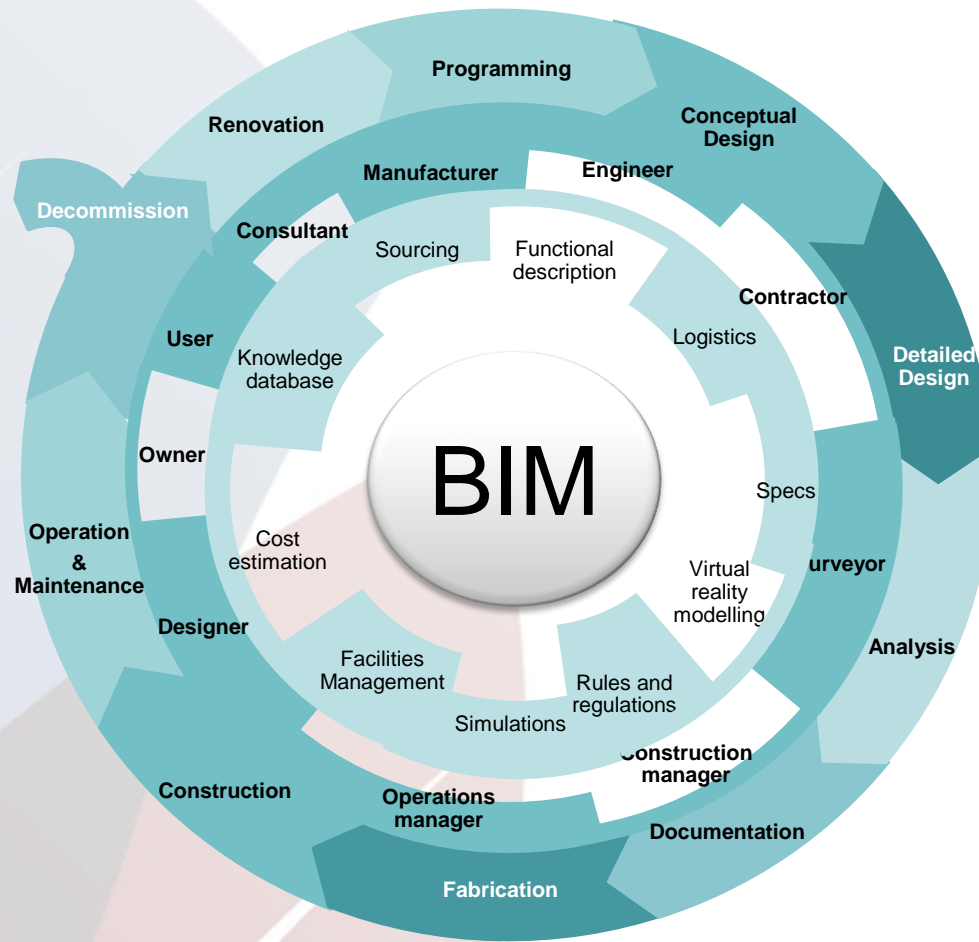 Programming
Conceptual
Design
Detailed
Design
Analysis
Documentation
Fabrication
Construction
Operation
&
Maintenance
Decommission
Renovation
Manufacturer
Engineer
Contractor
urveyor
onstruction
manager
Operations
manager
Designer
Owner
User
Consultant
Sourcing
Functional
description
Logistics
Specs
Virtual
reality
modelling
Rules and
regulations
Simulations
Facilities
Management
Cost
estimation
Knowledge
database
BIM